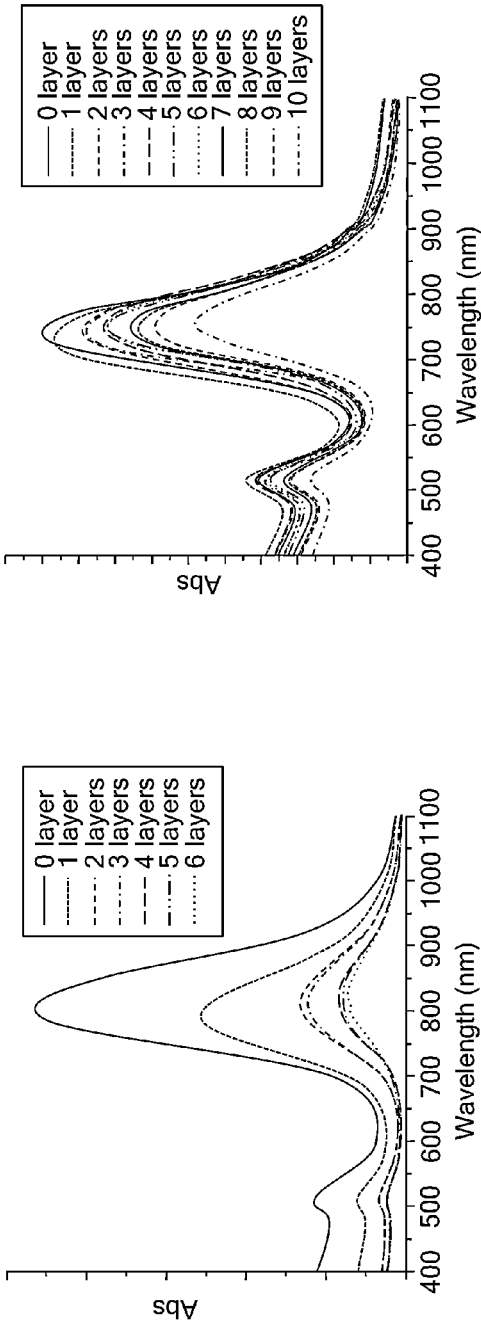 Abs
0 layer
1 layer
2 layers
3 layers
4 layers
5 layers
6 layers
400 500 600 700 800 900 1000 1100
Wavelength (nm)
Abs
0 layer
1 layer
2 layers
3 layers
4 layers
5 layers
6 layers
7 layers
8 layers
9 layers
10 layers
400 500 600 700 800 900 1000 1100
Wavelength (nm)